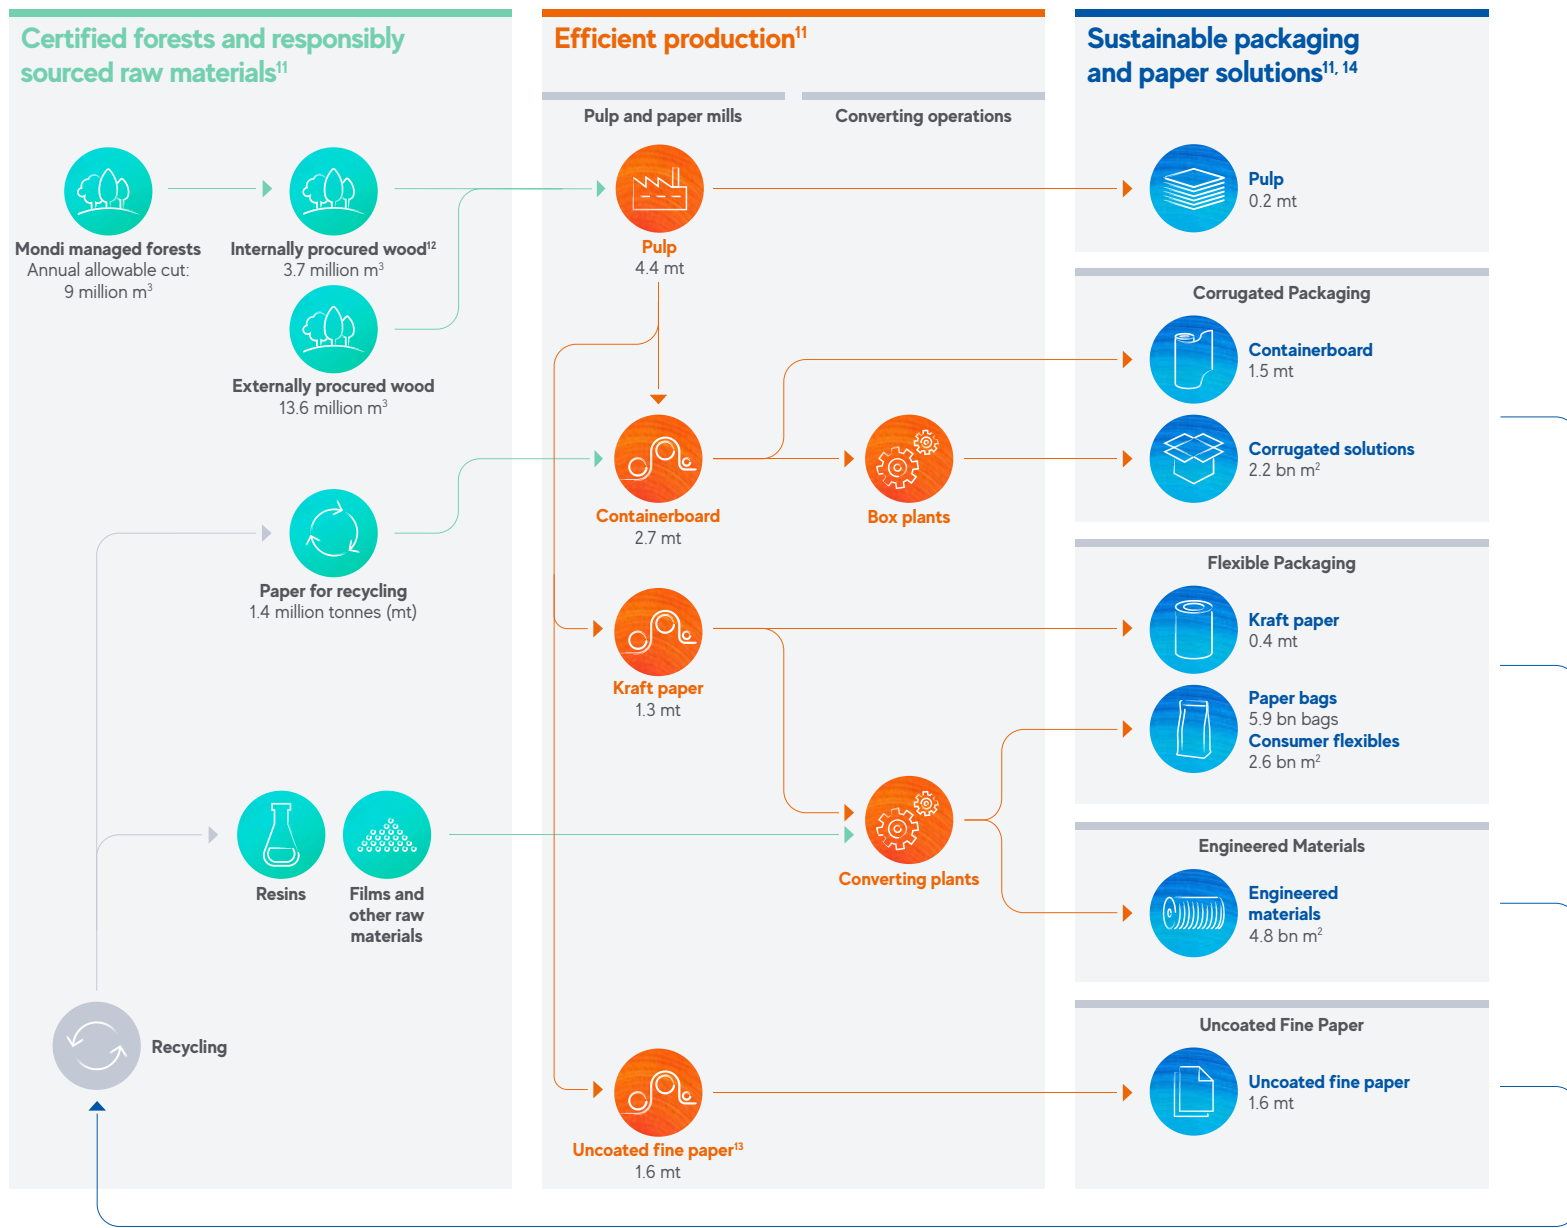 Certified forests and responsibly
sourced raw materials11
Mondi managed forests
Annual allowable cut:
9 million m3
Internally procured wood12
3.7 million m3
Externally procured wood
13.6 million m3
Paper for recycling
1.4 million tonnes (mt)
Resins
Films and
other raw
materials
Recycling
Efficient production11
Pulp and paper mills
Converting operations
Pulp
4.4 mt
Containerboard
2.7 mt
Box plants
Kraft paper
1.3 mt
Converting plants
Uncoated fine paper13
1.6 mt
Sustainable packaging
and paper solutions11, 14
Pulp
0.2 mt
Corrugated Packaging
Containerboard
1.5 mt
Corrugated solutions
2.2 bn m2
Flexible Packaging
Kraft paper
0.4 mt
Paper bags
5.9 bn bags
Consumer flexibles
2.6 bn m2
Engineered Materials
Engineered
materials
4.8 bn m2
Uncoated Fine Paper
Uncoated fine paper
1.6 mt